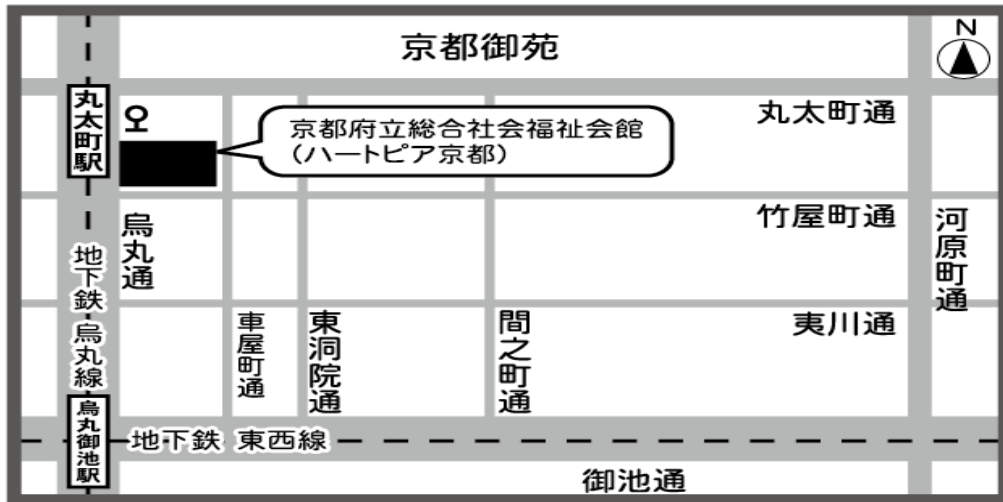 京都御苑
N
丸太町駅
丸太町通
京都府立総合社会福祉会館
（ハートピア京都）
烏丸通
竹屋町通
河原町通
地下鉄 烏丸線
車屋町通
東洞院通
間之町通
夷川通
烏丸御池駅
地下鉄 東西線
御池通